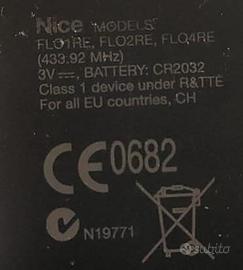 Nice MODELS:
FLO1RE, FLO2RE, FLO4RE
(433.92 MHz)
3V⎓, BATTERY: CR2032
Class 1 device under R&TTE
For all EU countries, CH
CE0682
N19771
subito